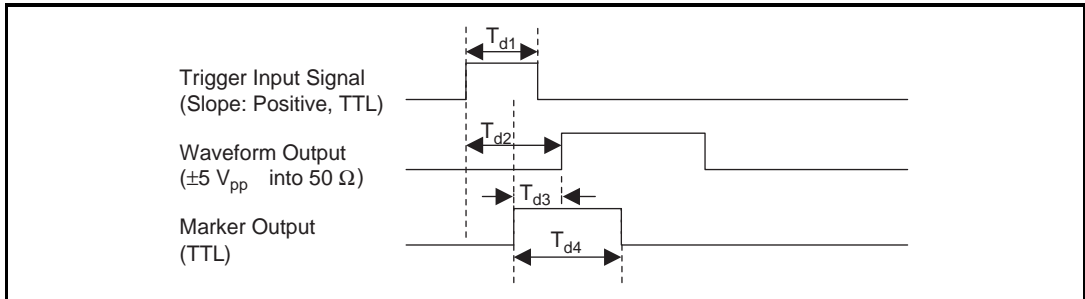 T_d1
Trigger Input Signal
(Slope: Positive, TTL)
T_d2
Waveform Output
(±5 V_pp into 50 Ω)
T_d3
Marker Output
(TTL)
T_d4